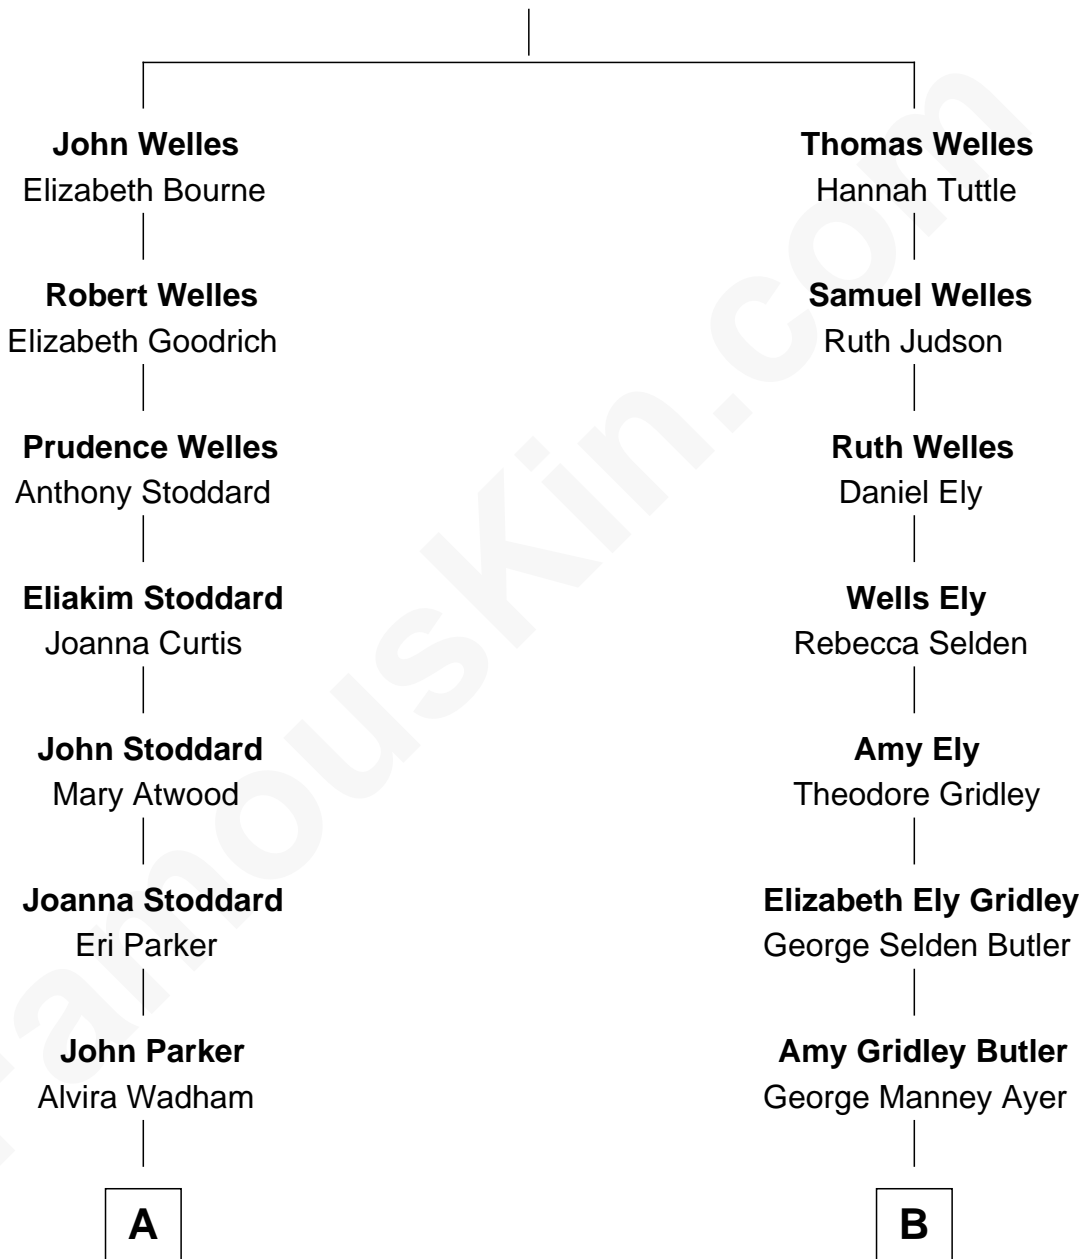 John Welles
Elizabeth Bourne
Robert Welles
Elizabeth Goodrich
Prudence Welles
Anthony Stoddard
Eliakim Stoddard
Joanna Curtis
John Stoddard
Mary Atwood
Joanna Stoddard
Eri Parker
John Parker
Alvira Wadham
A
Thomas Welles
Hannah Tuttle
Samuel Welles
Ruth Judson
Ruth Welles
Daniel Ely
Wells Ely
Rebecca Selden
Amy Ely
Theodore Gridley
Elizabeth Ely Gridley
George Selden Butler
Amy Gridley Butler
George Manney Ayer
B
FamousKin.com